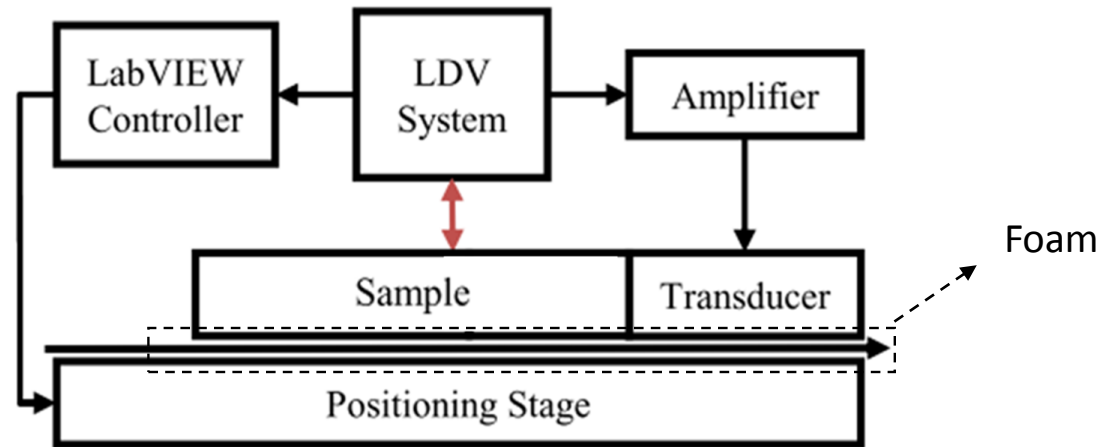 LabVIEW
Controller
LDV
System
Amplifier
Foam
Sample
Transducer
Positioning Stage